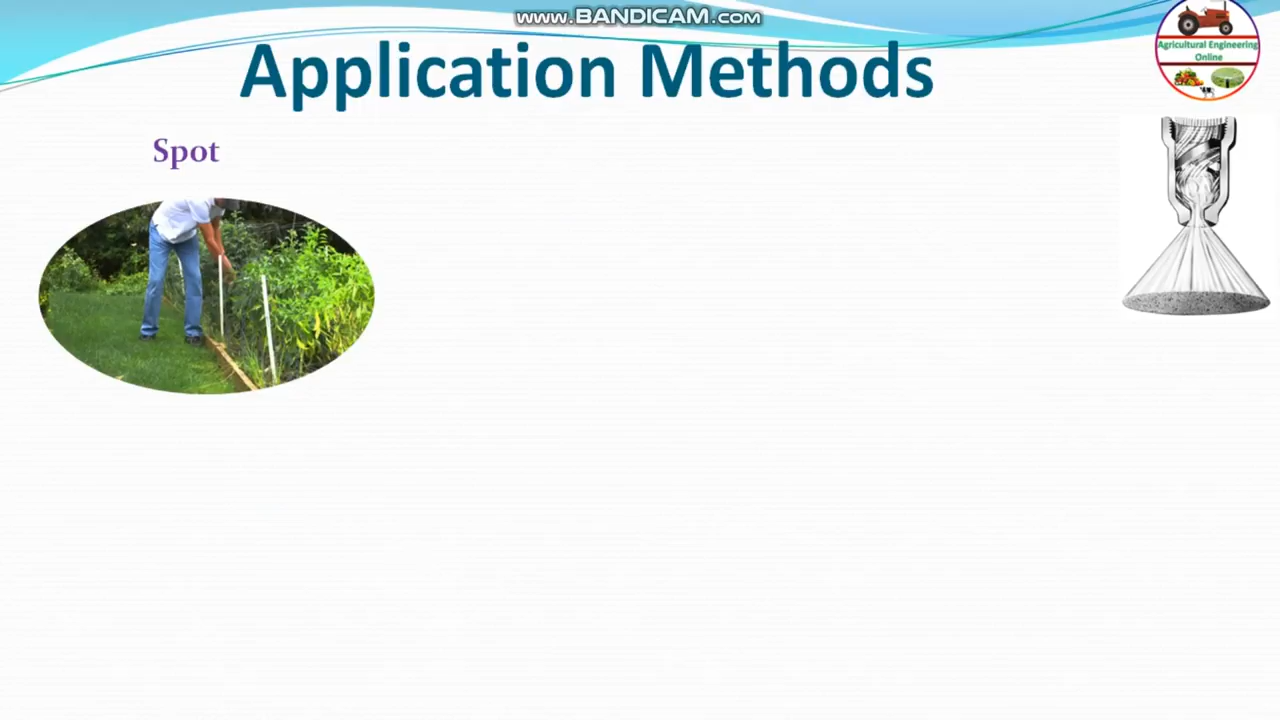 www.BANDICAM.com
Application Methods
Agricultural Engineering
Online
Spot